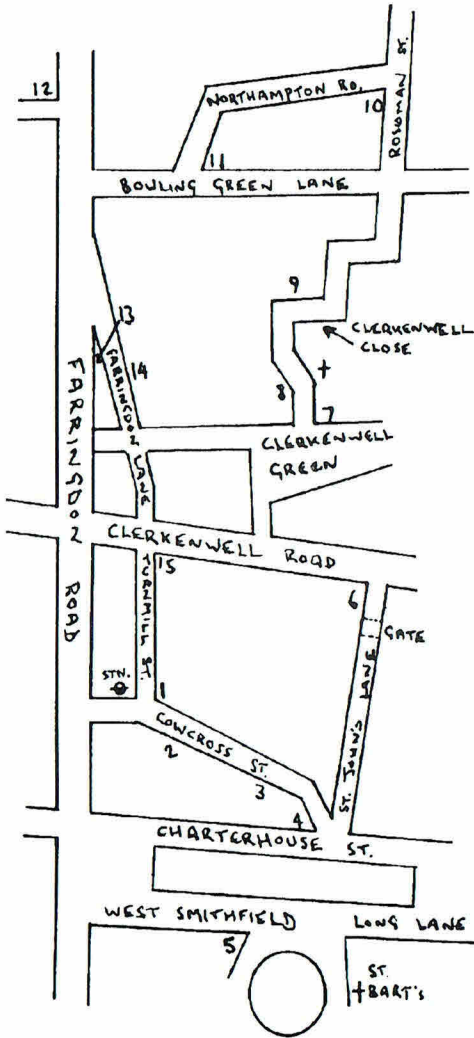 12
NORTHAMPTON RD.
10
ROSOMAN ST.
11
BOWLING GREEN LANE
9
CLERKENWELL
CLOSE
13
14
FARRINGDON LANE
8
7
CLERKENWELL
GREEN
FARRINGDON ROAD
CLERKENWELL ROAD
15
TURNMILL ST.
6
GATE
STN.
1
ST. JOHN'S LANE
COWCROSS ST.
2
3
4
CHARTERHOUSE ST.
WEST SMITHFIELD
LONG LANE
5
ST.
BART'S